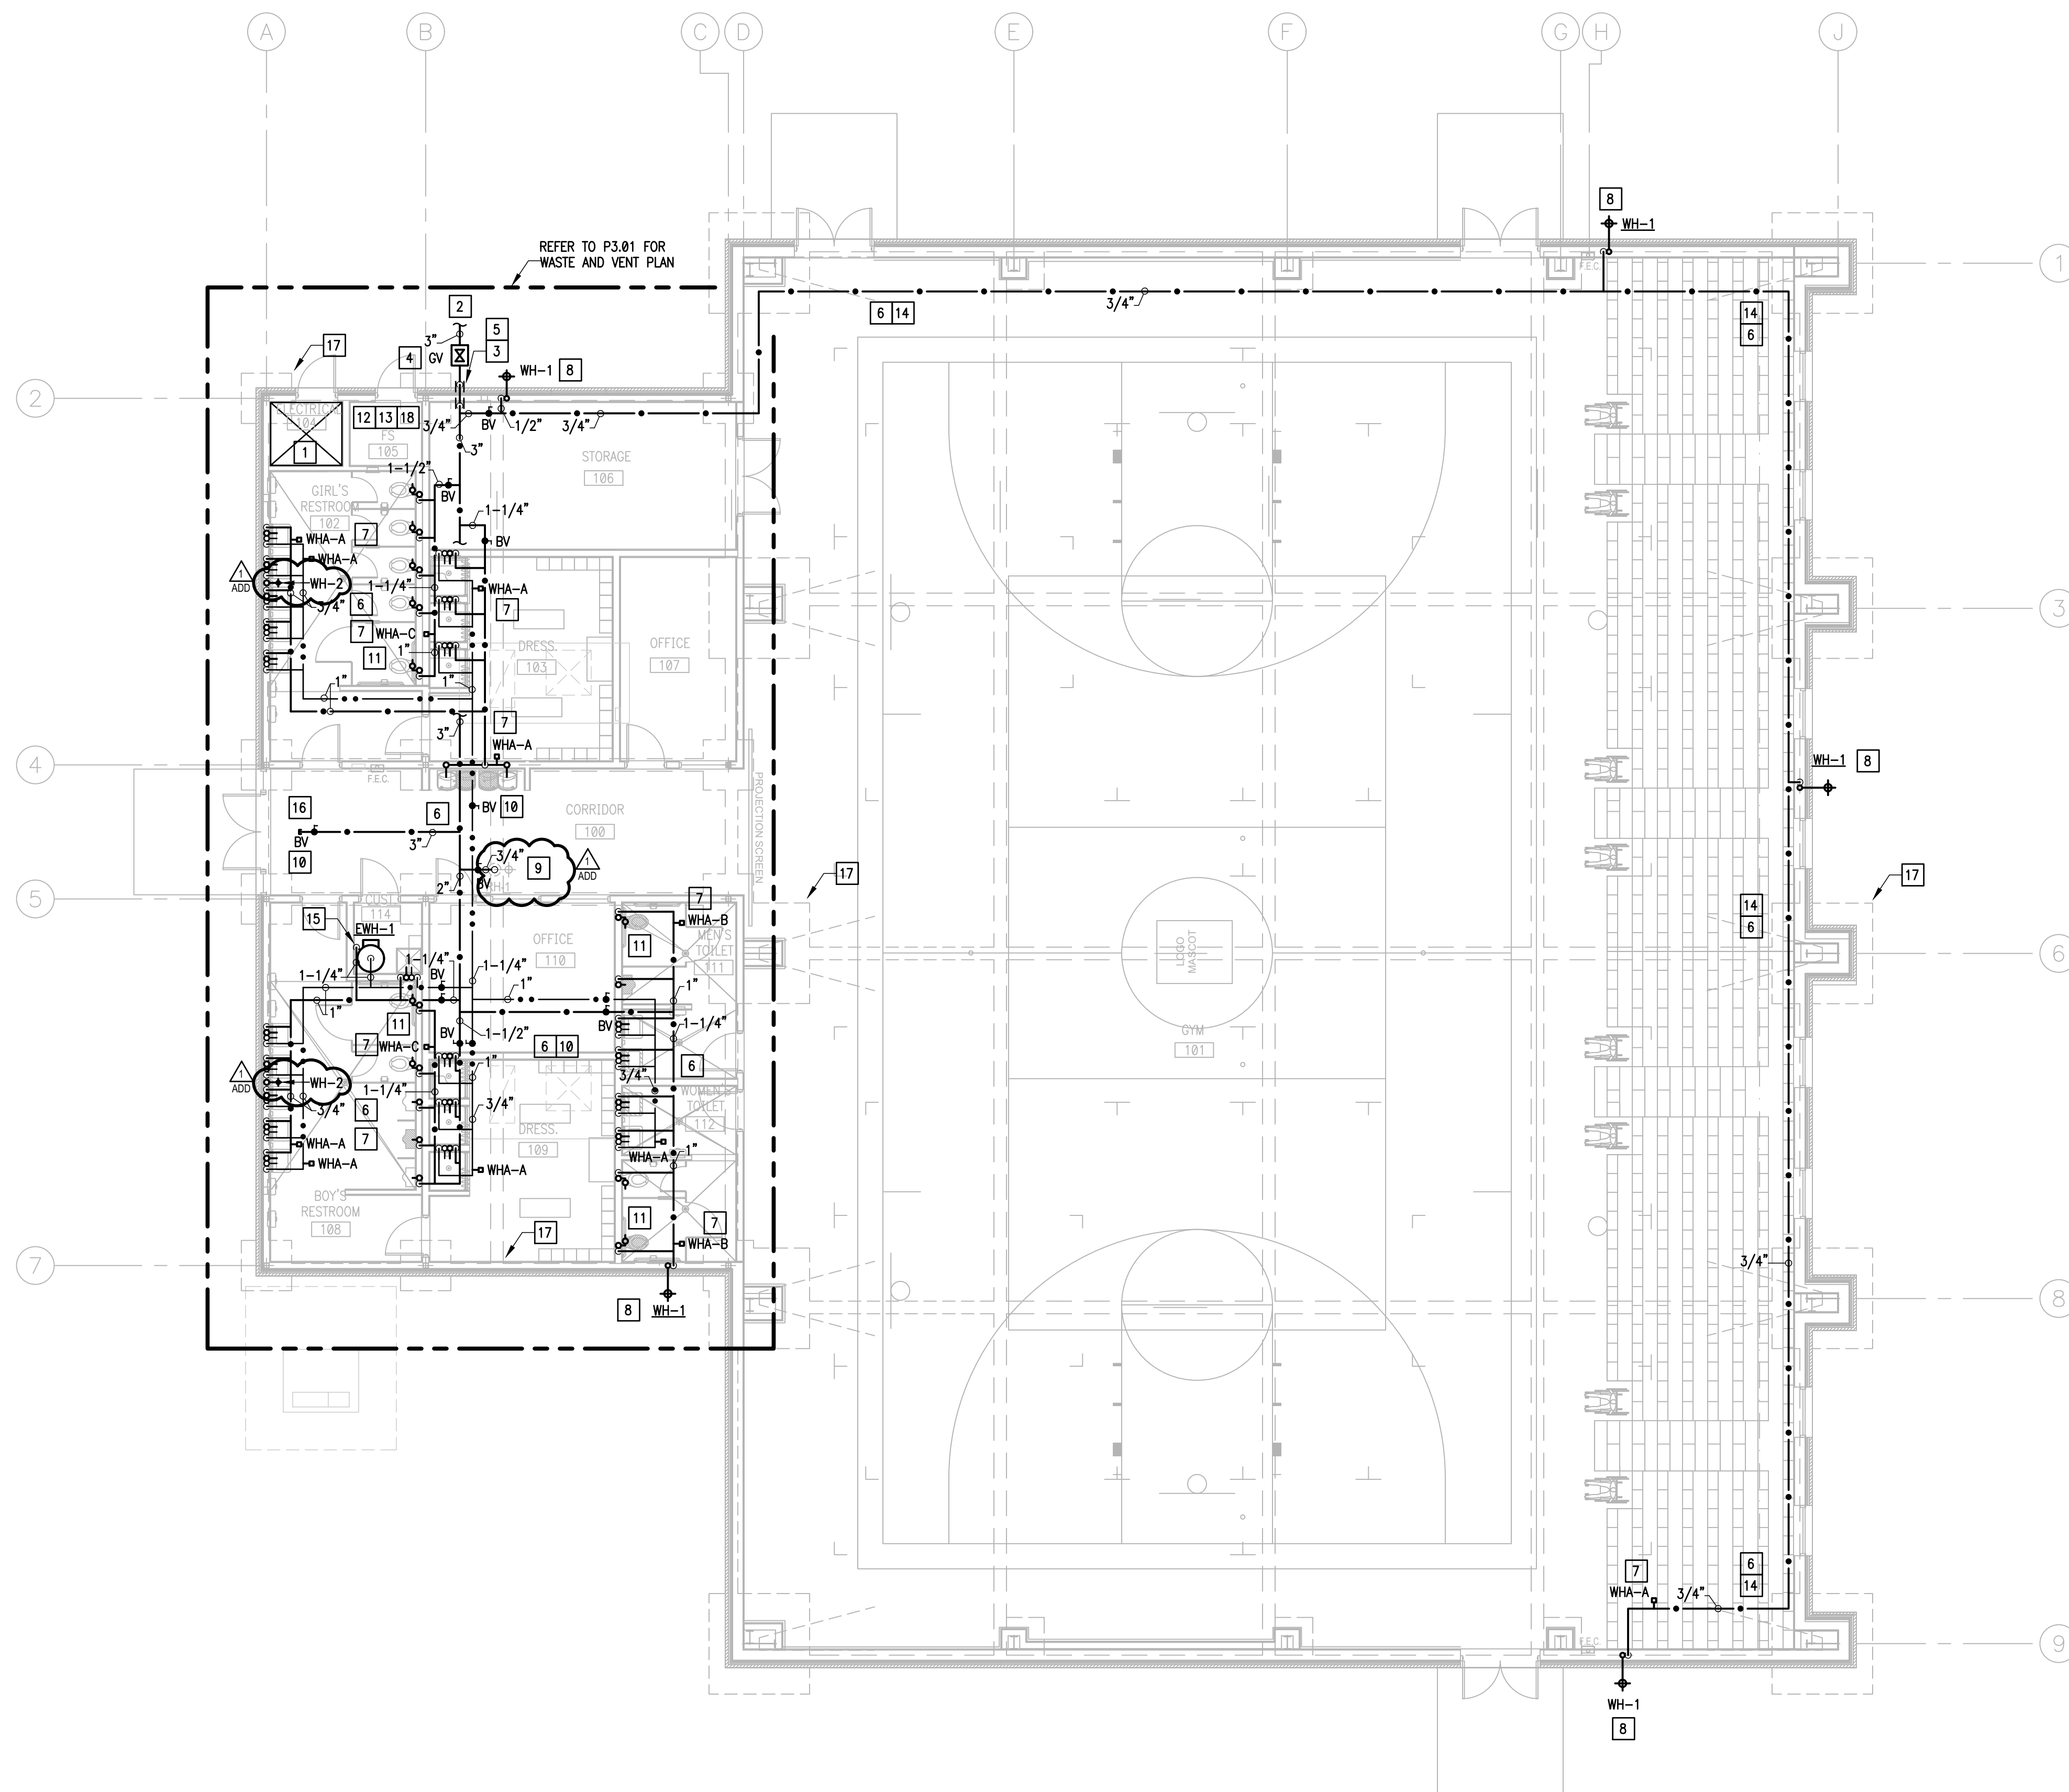 A
B
C
D
E
F
G
H
J
8
WH-1
1
REFER TO P3.01 FOR
WASTE AND VENT PLAN
F.E.C.
2
3"
5
3
17
4
GV
WH-1
8
6
14
3/4"
14
6
2
ELECTRICAL
104
12
13
18
FS
105
3/4"
BV
1/2"
3/4"
3"
1
1-1/2"
BV
STORAGE
106
GIRL'S
RESTROOM
102
7
WHA-A
WHA-A
1-1/4"
BV
1
ADD
WH-2
3/4"
1-1/4"
WHA-A
7
6
7
WHA-C
11
1"
DRESS.
103
OFFICE
107
3
1"
1"
3"
7
WHA-A
4
F.E.C.
PROJECTION SCREEN
WH-1
8
16
BV
10
3"
6
BV
10
CORRIDOR
100
3/4"
9
BV
RH-1
1
ADD
2"
17
17
5
CUST.
114
15
EWH-1
7
WHA-B
11
MEN'S
TOILET
111
OFFICE
110
14
6
LOGO
MASCOT
6
1-1/4"
1-1/4"
BV
1-1/4"
1"
1"
1"
11
7
WHA-C
BV
1-1/2"
6
10
BV
1-1/4"
6
GYM
101
1
ADD
WH-2
3/4"
1-1/4"
1"
3/4"
3/4"
WOMEN'S
TOILET
112
6
7
WHA-A
WHA-A
DRESS.
109
WHA-A
WHA-A
1"
BOY'S
RESTROOM
108
17
11
7
WHA-B
7
3/4"
8
8
WH-1
7
WHA-A
3/4"
6
14
F.E.C.
9
WH-1
8